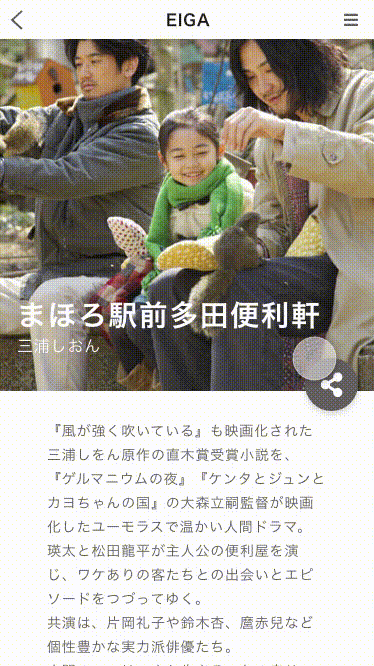 EIGA
まほろ駅前多田便利軒
三浦しおん
『風が強く吹いている』も映画化された
三浦しをん原作の直木賞受賞小説を、
『ゲルマニウムの夜』『ケンタとジュンと
カヨちゃんの国』の大森立嗣監督が映画
化したユーモラスで温かい人間ドラマ。
瑛太と松田龍平が主人公の便利屋を演
じ、ワケありの客たちとの出会いとエピ
ソードをつづってゆく。
共演は、片岡礼子や鈴木杏、麿赤兒など
個性豊かな実力派俳優たち。